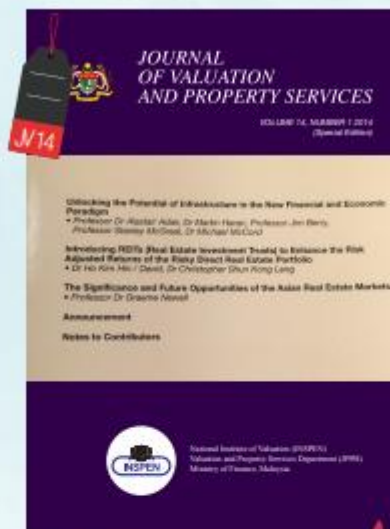 JOURNAL
OF VALUATION
AND PROPERTY SERVICES
VOLUME 14, NUMBER 1 2014
(Special Edition)
JV/14
Unlocking the Potential of Infrastructure in the New Financial and Economic
Paradigm
• Professor Dr Alastair Adair, Dr Martin Haran, Professor Jim Berry,
Professor Stanley McGreal, Dr Michael McCord
Introducing REITs (Real Estate Investment Trusts) to Enhance the Risk
Adjusted Returns of the Risky Direct Real Estate Portfolio
• Dr Ho Kim Hin / David, Dr Christopher Shun Kong Leng
The Significance and Future Opportunities of the Asian Real Estate Markets
• Professor Dr Graeme Newell
Announcement
Notes to Contributors
INSPEN
National Institute of Valuation (INSPEN)
Valuation and Property Services Department (JPPH)
Ministry of Finance, Malaysia